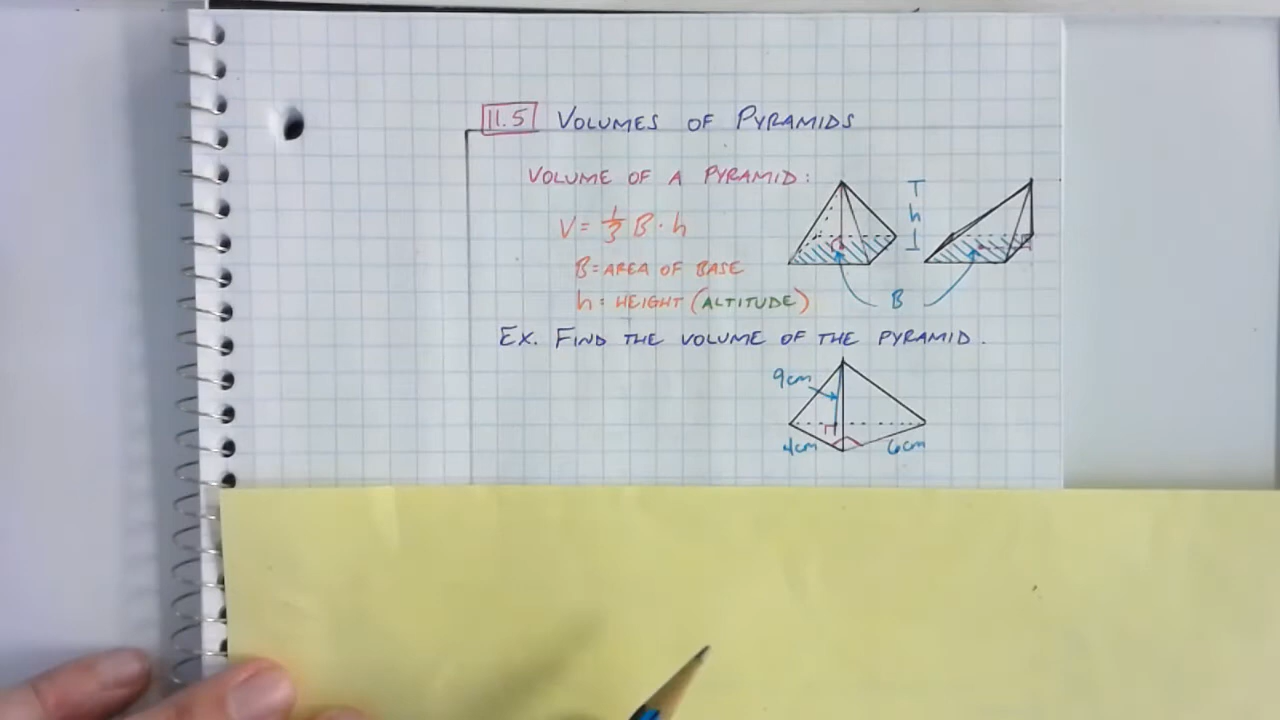 11.5 VOLUMES OF PYRAMIDS
VOLUME OF A PYRAMID:
V = 1/3 B · h
B = AREA OF BASE
h = HEIGHT (ALTITUDE)
h
B
EX. FIND THE VOLUME OF THE PYRAMID.
9cm
4cm
6cm